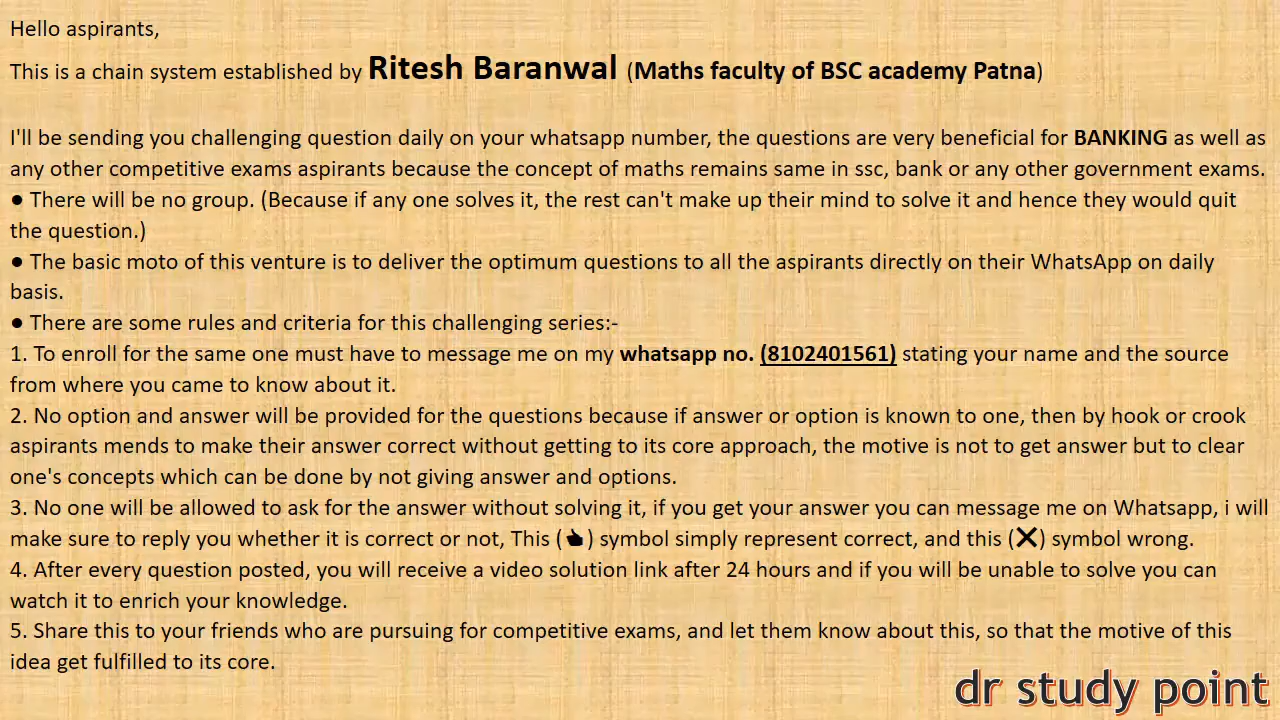 Hello aspirants,
This is a chain system established by Ritesh Baranwal (Maths faculty of BSC academy Patna)
I'll be sending you challenging question daily on your whatsapp number, the questions are very beneficial for BANKING as well as
any other competitive exams aspirants because the concept of maths remains same in ssc, bank or any other government exams.
● There will be no group. (Because if any one solves it, the rest can't make up their mind to solve it and hence they would quit
the question.)
● The basic moto of this venture is to deliver the optimum questions to all the aspirants directly on their WhatsApp on daily
basis.
● There are some rules and criteria for this challenging series:-
1. To enroll for the same one must have to message me on my whatsapp no. (8102401561) stating your name and the source
from where you came to know about it.
2. No option and answer will be provided for the questions because if answer or option is known to one, then by hook or crook
aspirants mends to make their answer correct without getting to its core approach, the motive is not to get answer but to clear
one's concepts which can be done by not giving answer and options.
3. No one will be allowed to ask for the answer without solving it, if you get your answer you can message me on Whatsapp, i will
make sure to reply you whether it is correct or not, This (👍) symbol simply represent correct, and this (❌) symbol wrong.
4. After every question posted, you will receive a video solution link after 24 hours and if you will be unable to solve you can
watch it to enrich your knowledge.
5. Share this to your friends who are pursuing for competitive exams, and let them know about this, so that the motive of this
idea get fulfilled to its core.
dr study point